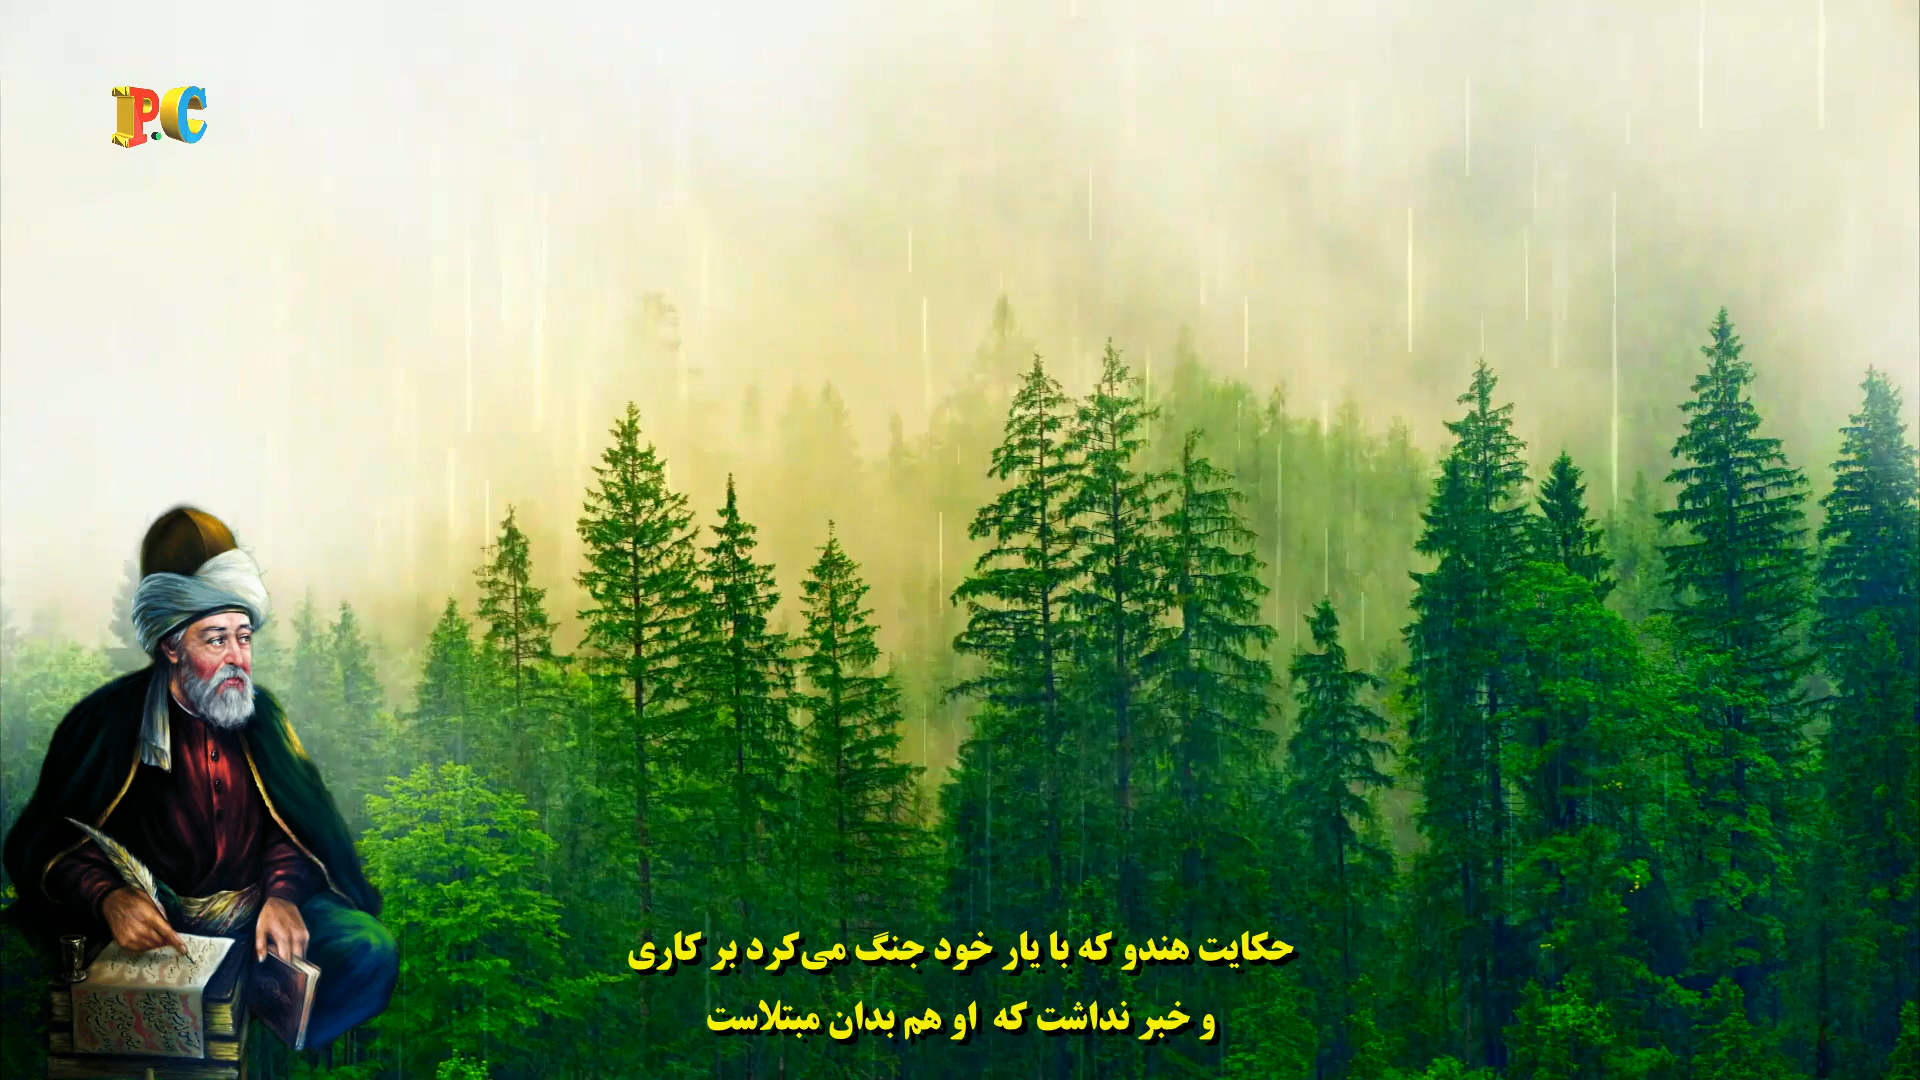 P.C
حکایت هندو که با یار خود جنگ می‌کرد بر کاری
و خبر نداشت که او هم بدان مبتلاست